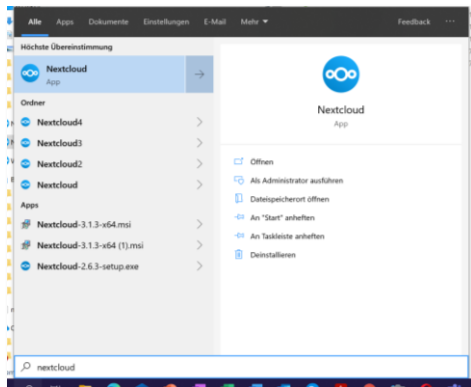 Alle Apps Dokumente Einstellungen E-Mail Mehr Feedback ...
Höchste Übereinstimmung
Nextcloud
App
Ordner
Nextcloud4
Nextcloud3
Nextcloud2
Nextcloud
Apps
Nextcloud-3.1.3-x64.msi
Nextcloud-3.1.3-x64 (1).msi
Nextcloud-2.6.3-setup.exe
Nextcloud
App
Öffnen
Als Administrator ausführen
Dateispeicherort öffnen
An "Start" anheften
An Taskleiste anheften
Deinstallieren
nextcloud